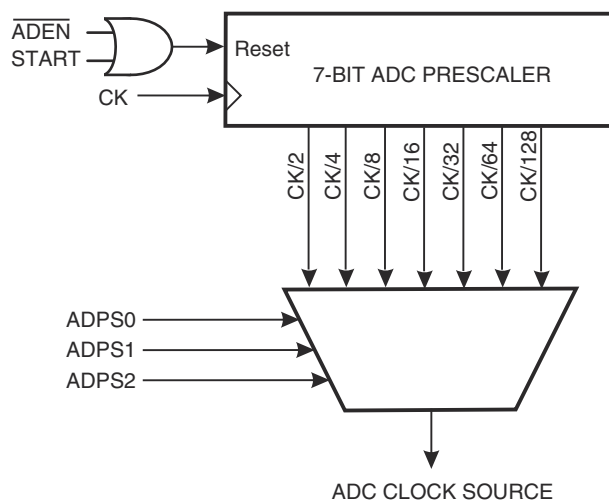 ADEN
START
Reset
7-BIT ADC PRESCALER
CK
CK/2
CK/4
CK/8
CK/16
CK/32
CK/64
CK/128
ADPS0
ADPS1
ADPS2
ADC CLOCK SOURCE